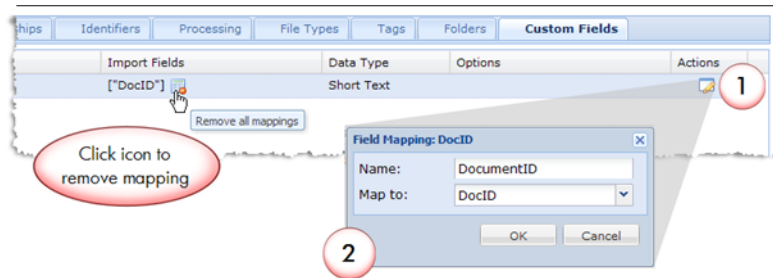 hips Identifiers Processing File Types Tags Folders Custom Fields
Import Fields Data Type Options Actions
["DocID"] Short Text
1
Remove all mappings
Click icon to
remove mapping
Field Mapping: DocID
Name: DocumentID
Map to: DocID
OK Cancel
2